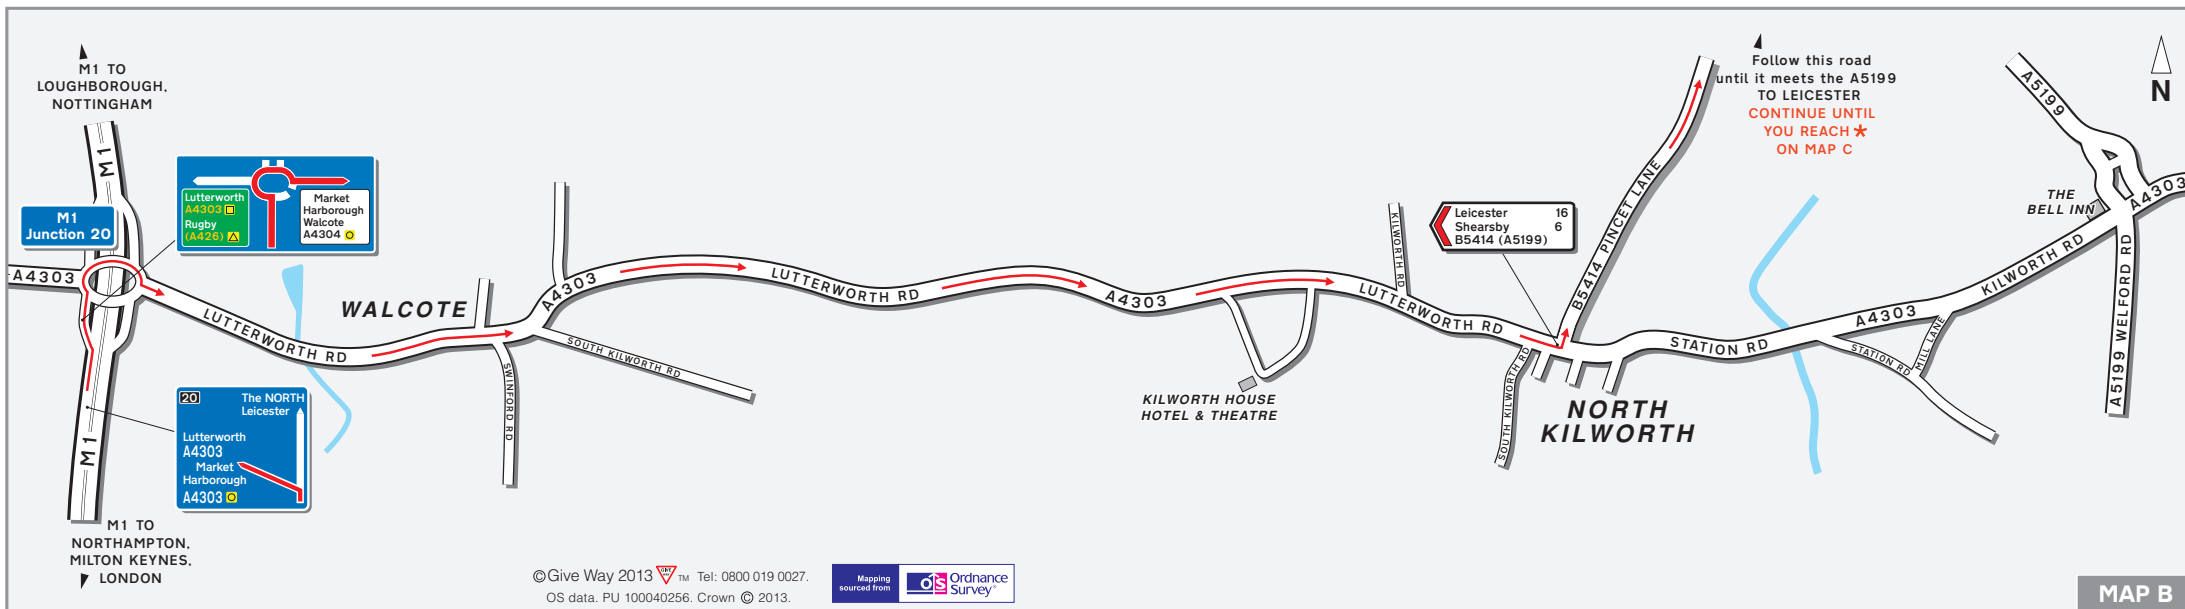 M1 TO
LOUGHBOROUGH,
NOTTINGHAM
M1
M1
Junction 20
A4303
Lutterworth
A4303
Rugby
(A426)
Market
Harborough
Walcote
A4304
LUTTERWORTH RD
WALCOTE
20
The NORTH
Leicester
Lutterworth
A4303
Market
Harborough
A4303
M1
M1 TO
NORTHAMPTON,
MILTON KEYNES,
LONDON
SWINFORD RD
SOUTH KILWORTH RD
A4303
LUTTERWORTH RD
A4303
KILWORTH HOUSE
HOTEL & THEATRE
KILWORTH RD
LUTTERWORTH RD
Leicester 16
Shearsby 6
B5414 (A5199)
B5414 PINCET LANE
SOUTH KILWORTH RD
NORTH
KILWORTH
Follow this road
until it meets the A5199
TO LEICESTER
CONTINUE UNTIL
YOU REACH *
ON MAP C
STATION RD
A4303
STATION RD
MILL LANE
KILWORTH RD
THE
BELL INN
A5199
A4303
A5199 WELFORD RD
N
© Give Way 2013 GIVE WAY TM Tel: 0800 019 0027.
OS data. PU 100040256. Crown © 2013.
Mapping
sourced from
OS Ordnance
Survey®
MAP B